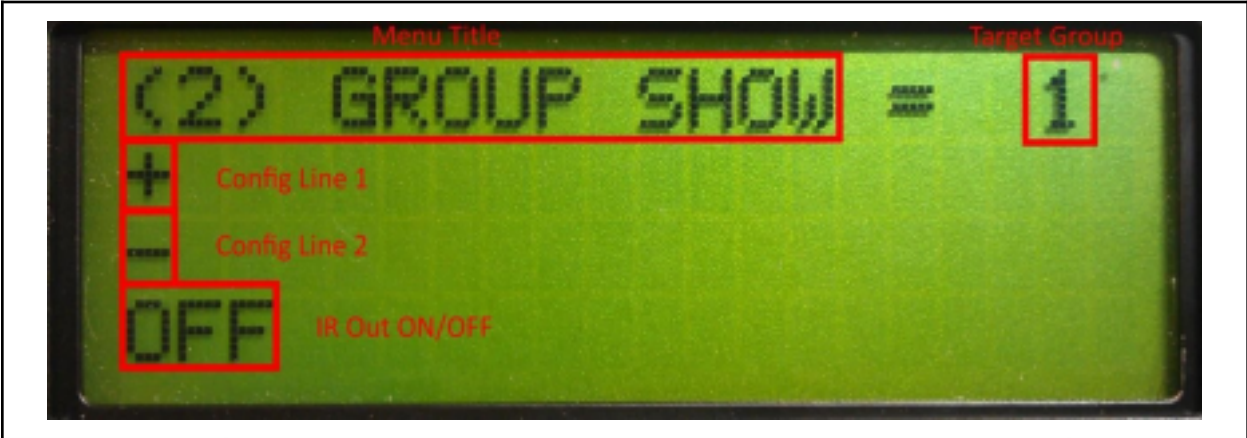 Menu Title Target Group
(2) GROUP SHOW = 1
+ Config Line 1
- Config Line 2
OFF IR Out ON/OFF